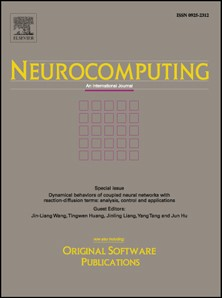 ISSN 0925-2312
ELSEVIER
NEUROCOMPUTING
An International Journal
Special issue
Dynamical behaviors of coupled neural networks with
reaction-diffusion terms: analysis, control and applications
Guest Editors:
Jin-Liang Wang, Tingwen Huang, Jinling Liang, Yang Tang and Jun Hu
ORIGINAL SOFTWARE
PUBLICATIONS